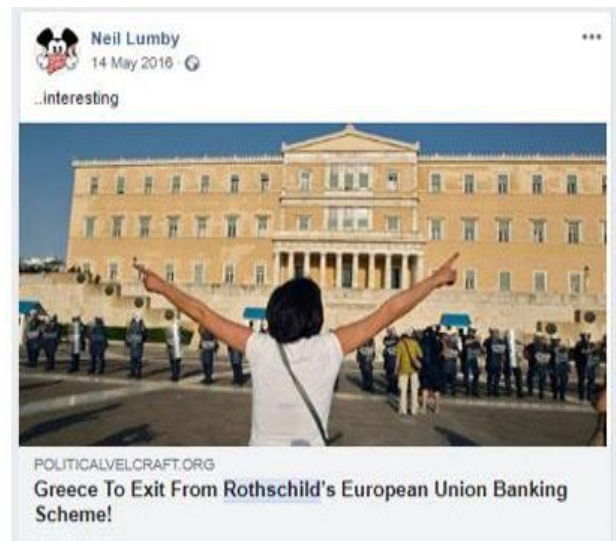 Neil Lumby
14 May 2016
..interesting
POLITICALVELCRAFT.ORG
Greece To Exit From Rothschild's European Union Banking
Scheme!